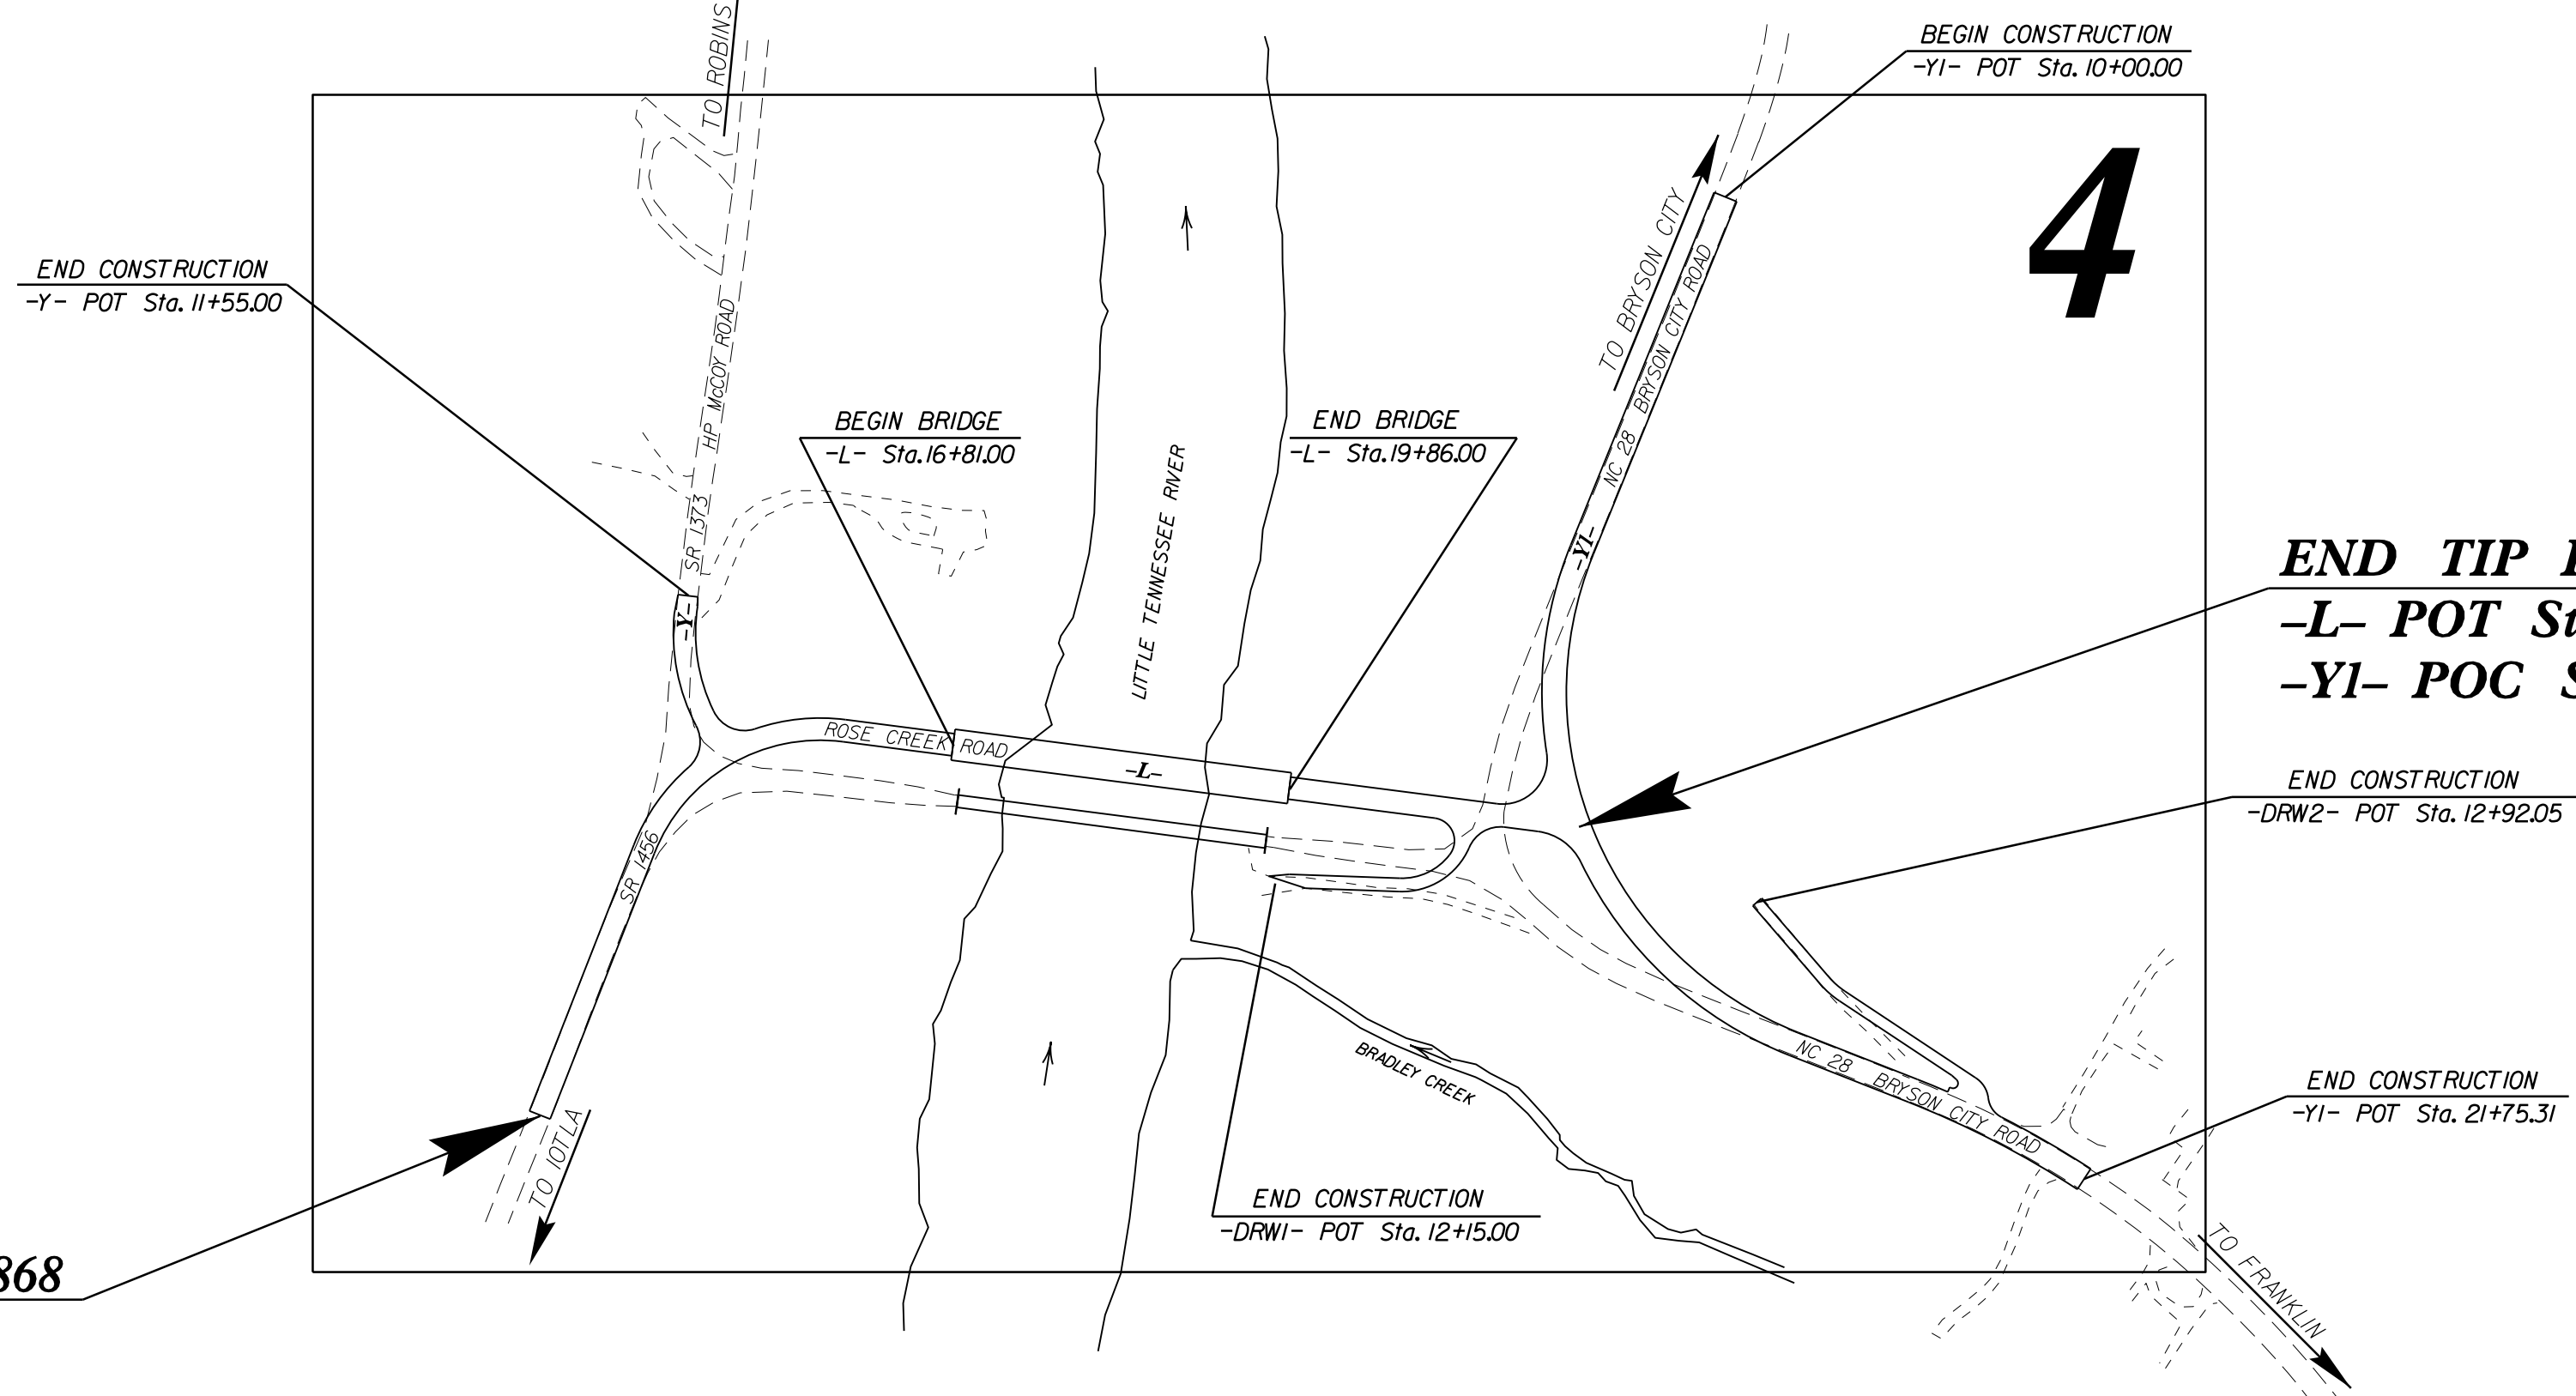 TO ROBINS
BEGIN CONSTRUCTION
-Y1- POT Sta. 10+00.00
4
TO BRYSON CITY
NC 28 BRYSON CITY ROAD
END CONSTRUCTION
-Y- POT Sta. 11+55.00
SR 1373 HP McCOY ROAD
BEGIN BRIDGE
-L- Sta. 16+81.00
END BRIDGE
-L- Sta. 19+86.00
LITTLE TENNESSEE RIVER
-Y1-
END TIP
-L- POT St
-Y1- POC S
-Y-
ROSE CREEK ROAD
-L-
END CONSTRUCTION
-DRW2- POT Sta. 12+92.05
SR 1456
BRADLEY CREEK
NC 28 BRYSON CITY ROAD
END CONSTRUCTION
-Y1- POT Sta. 21+75.31
TO IOTLA
END CONSTRUCTION
-DRW1- POT Sta. 12+15.00
868
TO FRANKLIN